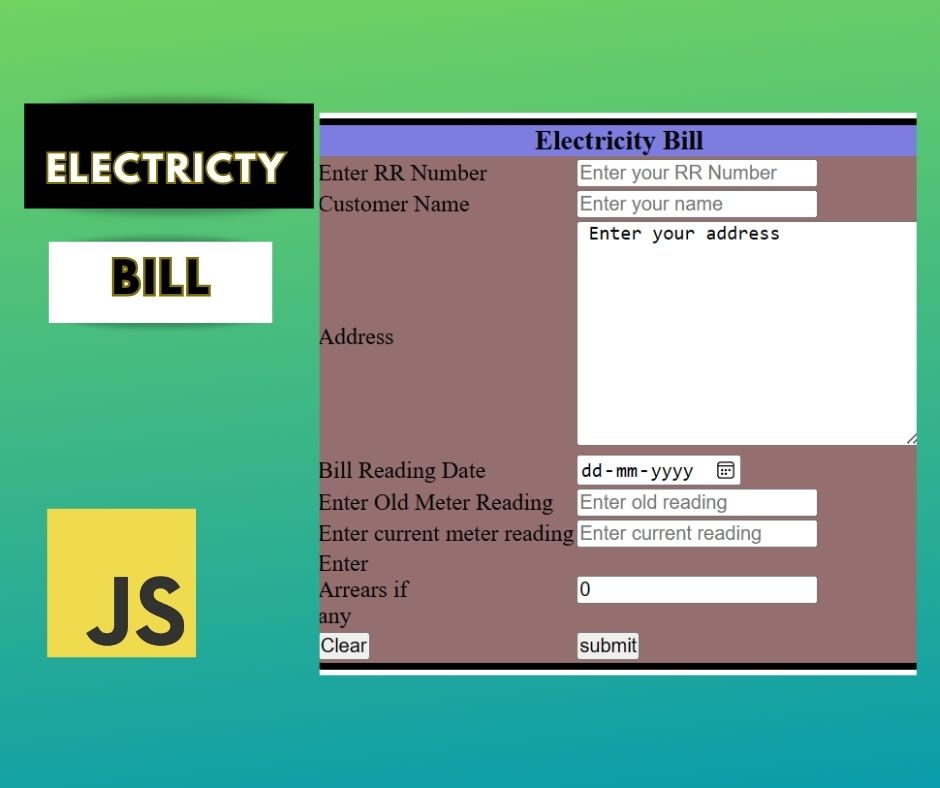 ELECTRICTY
BILL
JS
Electricity Bill
Enter RR Number Enter your RR Number
Customer Name Enter your name
Enter your address
Address
Bill Reading Date dd-mm-yyyy
Enter Old Meter Reading Enter old reading
Enter current meter reading Enter current reading
Enter
Arrears if 0
any
Clear submit